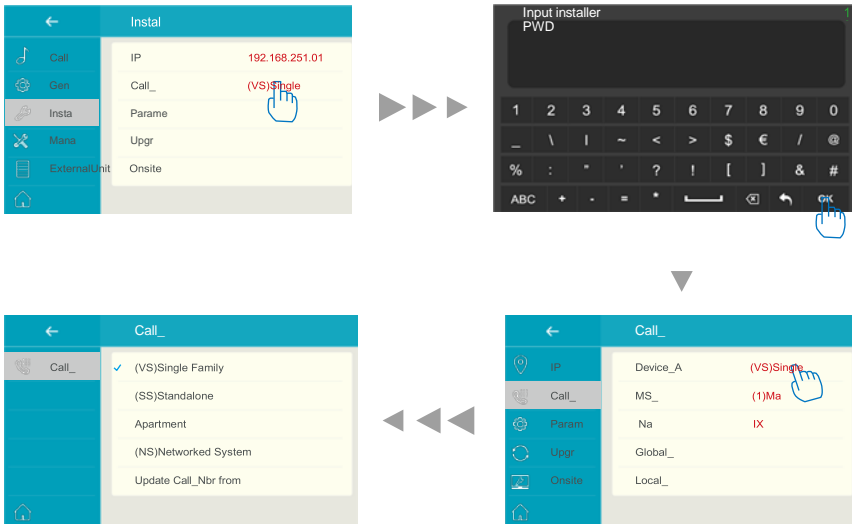 Instal
Call
Gen
Insta
Mana
ExternalUnit
IP 192.168.251.01
Call_ (VS)Single
Parame
Upgr
Onsite
Input installer
PWD
1
1 2 3 4 5 6 7 8 9 0
_ \ | ~ < > $ € / @
% : " ' ? ! [ ] & #
ABC + - = * OK
Call_
Call_
(VS)Single Family
(SS)Standalone
Apartment
(NS)Networked System
Update Call_Nbr from
Call_
IP
Call_
Param
Upgr
Onsite
Device_A (VS)Single
MS_ (1)Ma
Na IX
Global_
Local_